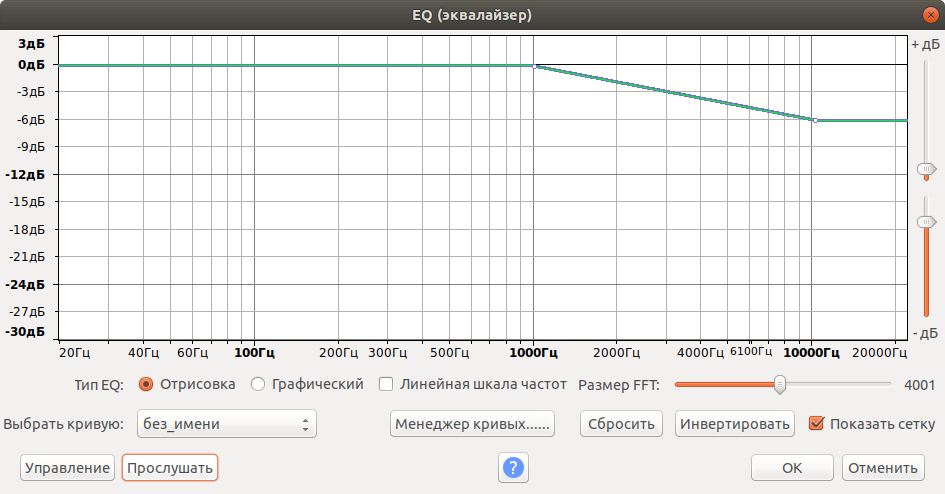 EQ (эквалайзер)
3дБ
0дБ
-3дБ
-6дБ
-9дБ
-12дБ
-15дБ
-18дБ
-21дБ
-24дБ
-27дБ
-30дБ
+ дБ
- дБ
20Гц 40Гц 60Гц 100Гц 200Гц 300Гц 500Гц 1000Гц 2000Гц 4000Гц 6100Гц 10000Гц 20000Гц
Тип EQ: Отрисовка Графический Линейная шкала частот Размер FFT: 4001
Выбрать кривую: без_имени Менеджер кривых...... Сбросить Инвертировать Показать сетку
Управление Прослушать ? OK Отменить